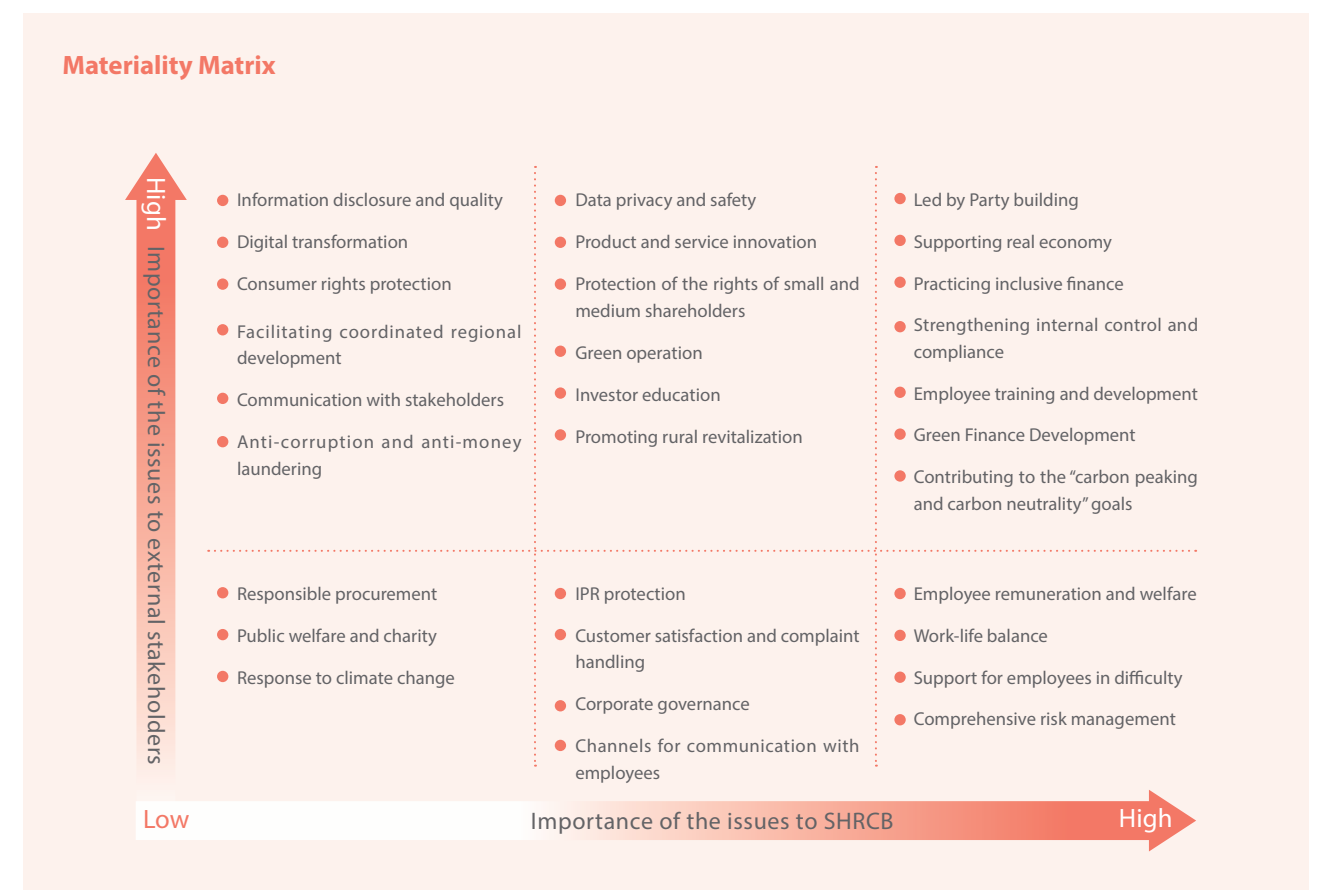 Materiality Matrix
High
Importance of the issues to external stakeholders
Information disclosure and quality
Digital transformation
Consumer rights protection
Facilitating coordinated regional
development
Communication with stakeholders
Anti-corruption and anti-money
laundering
Data privacy and safety
Product and service innovation
Protection of the rights of small and
medium shareholders
Green operation
Investor education
Promoting rural revitalization
Led by Party building
Supporting real economy
Practicing inclusive finance
Strengthening internal control and
compliance
Employee training and development
Green Finance Development
Contributing to the “carbon peaking
and carbon neutrality” goals
Responsible procurement
Public welfare and charity
Response to climate change
IPR protection
Customer satisfaction and complaint
handling
Corporate governance
Channels for communication with
employees
Employee remuneration and welfare
Work-life balance
Support for employees in difficulty
Comprehensive risk management
Low
Importance of the issues to SHRCB
High